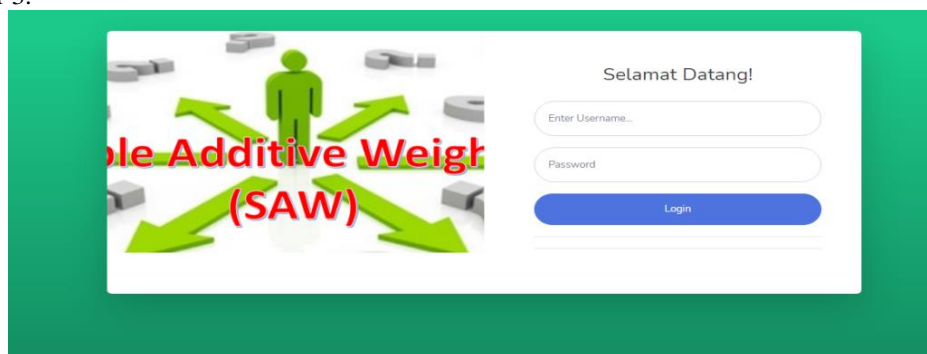 ple Additive Weigh
(SAW)
Selamat Datang!
Enter Username...
Password
Login